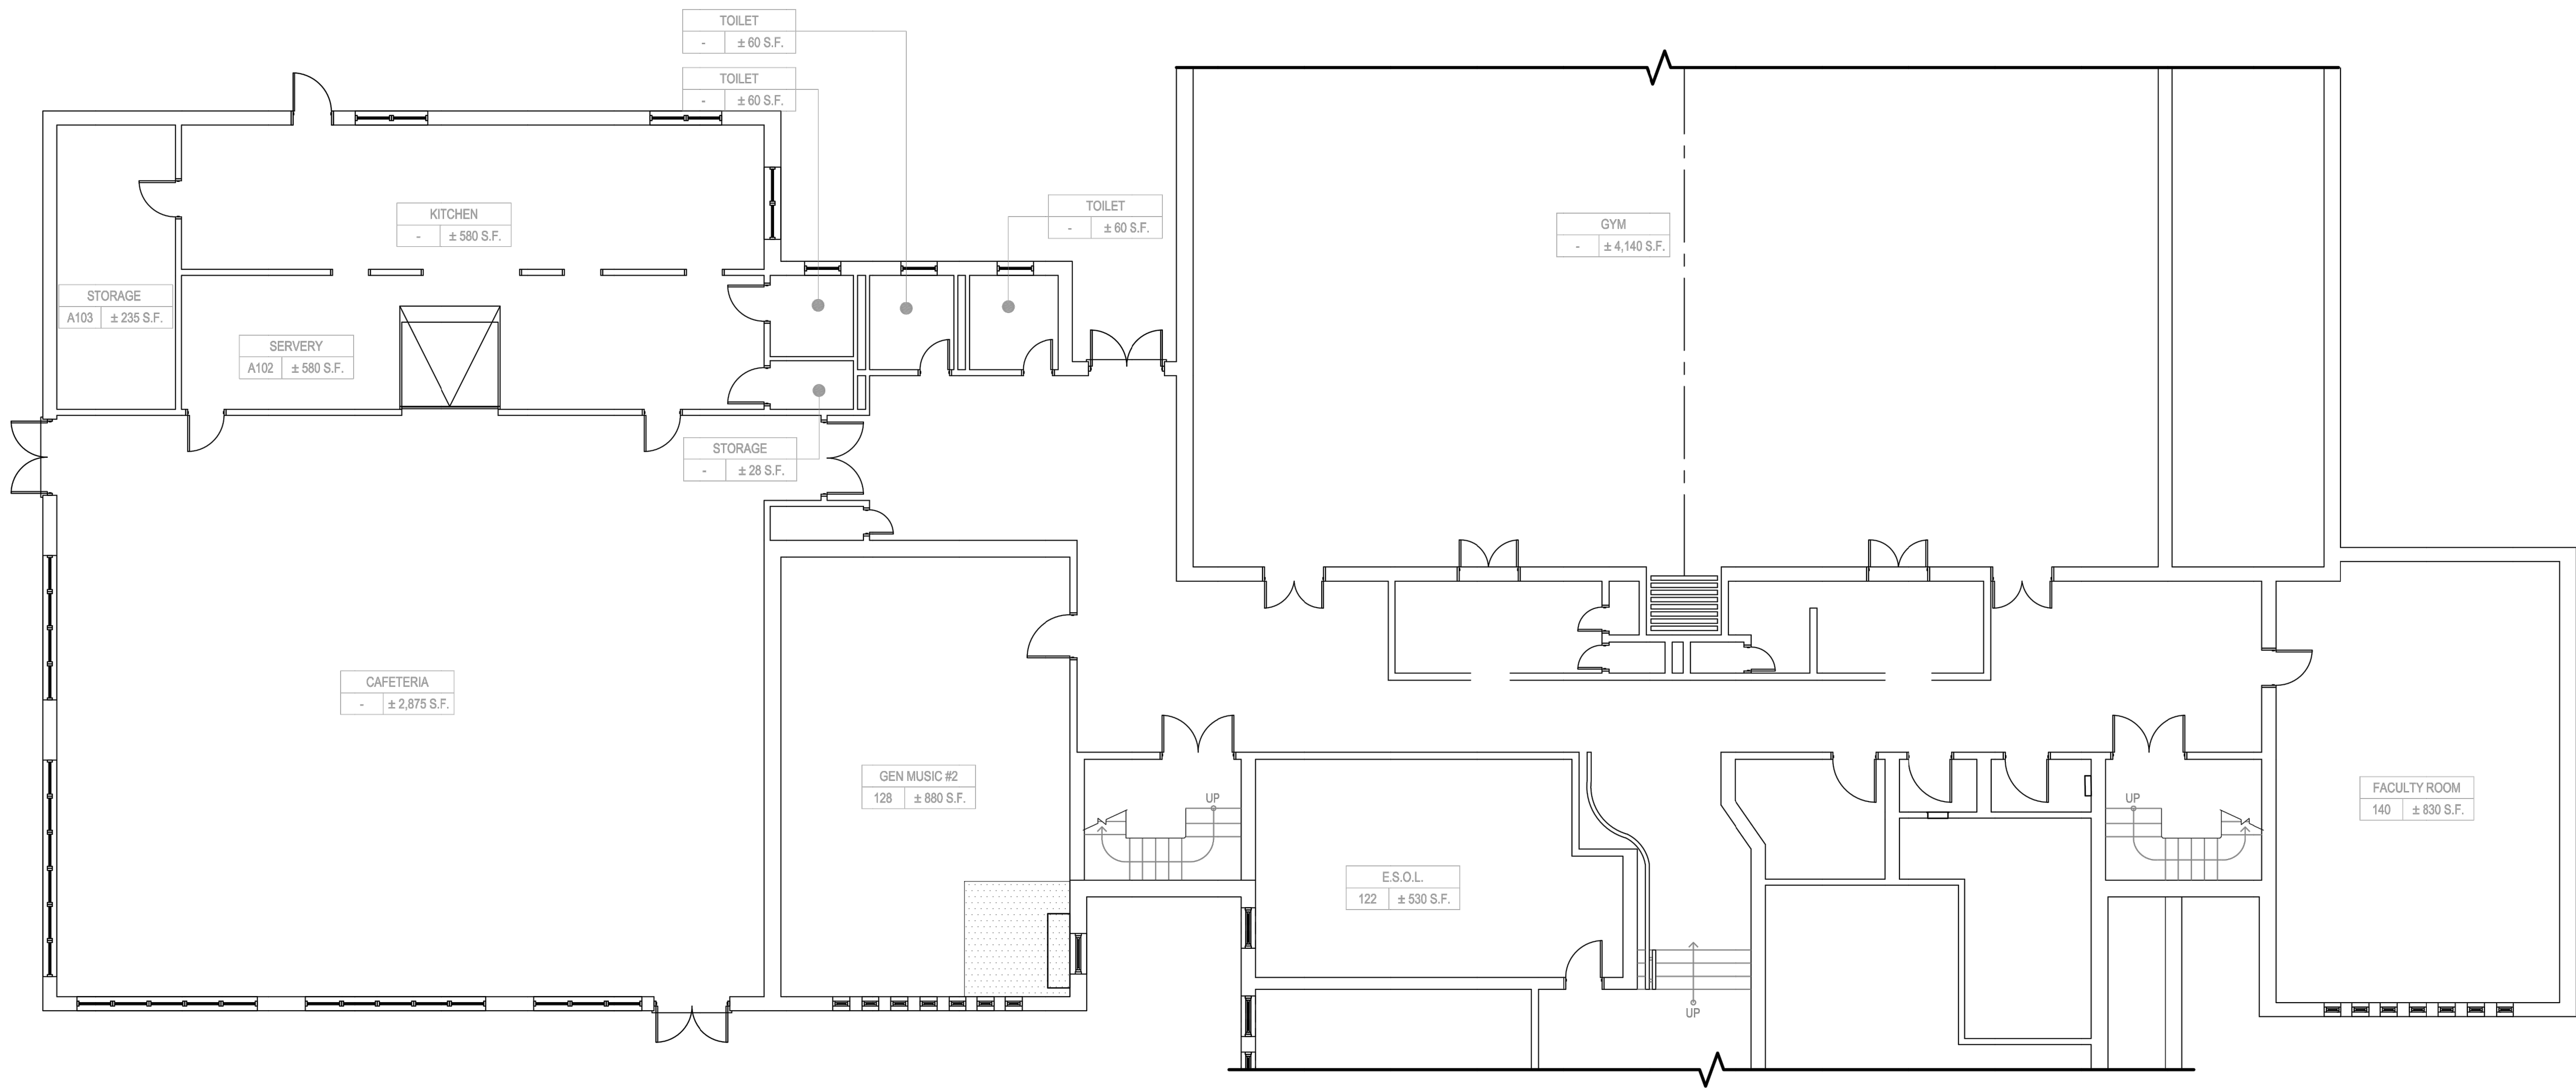 TOILET
- ± 60 S.F.
TOILET
- ± 60 S.F.
TOILET
- ± 60 S.F.
KITCHEN
- ± 580 S.F.
GYM
- ± 4,140 S.F.
STORAGE
A103 ± 235 S.F.
SERVERY
A102 ± 580 S.F.
STORAGE
- ± 28 S.F.
CAFETERIA
- ± 2,875 S.F.
GEN MUSIC #2
128 ± 880 S.F.
UP
UP
FACULTY ROOM
140 ± 830 S.F.
E.S.O.L.
122 ± 530 S.F.
UP